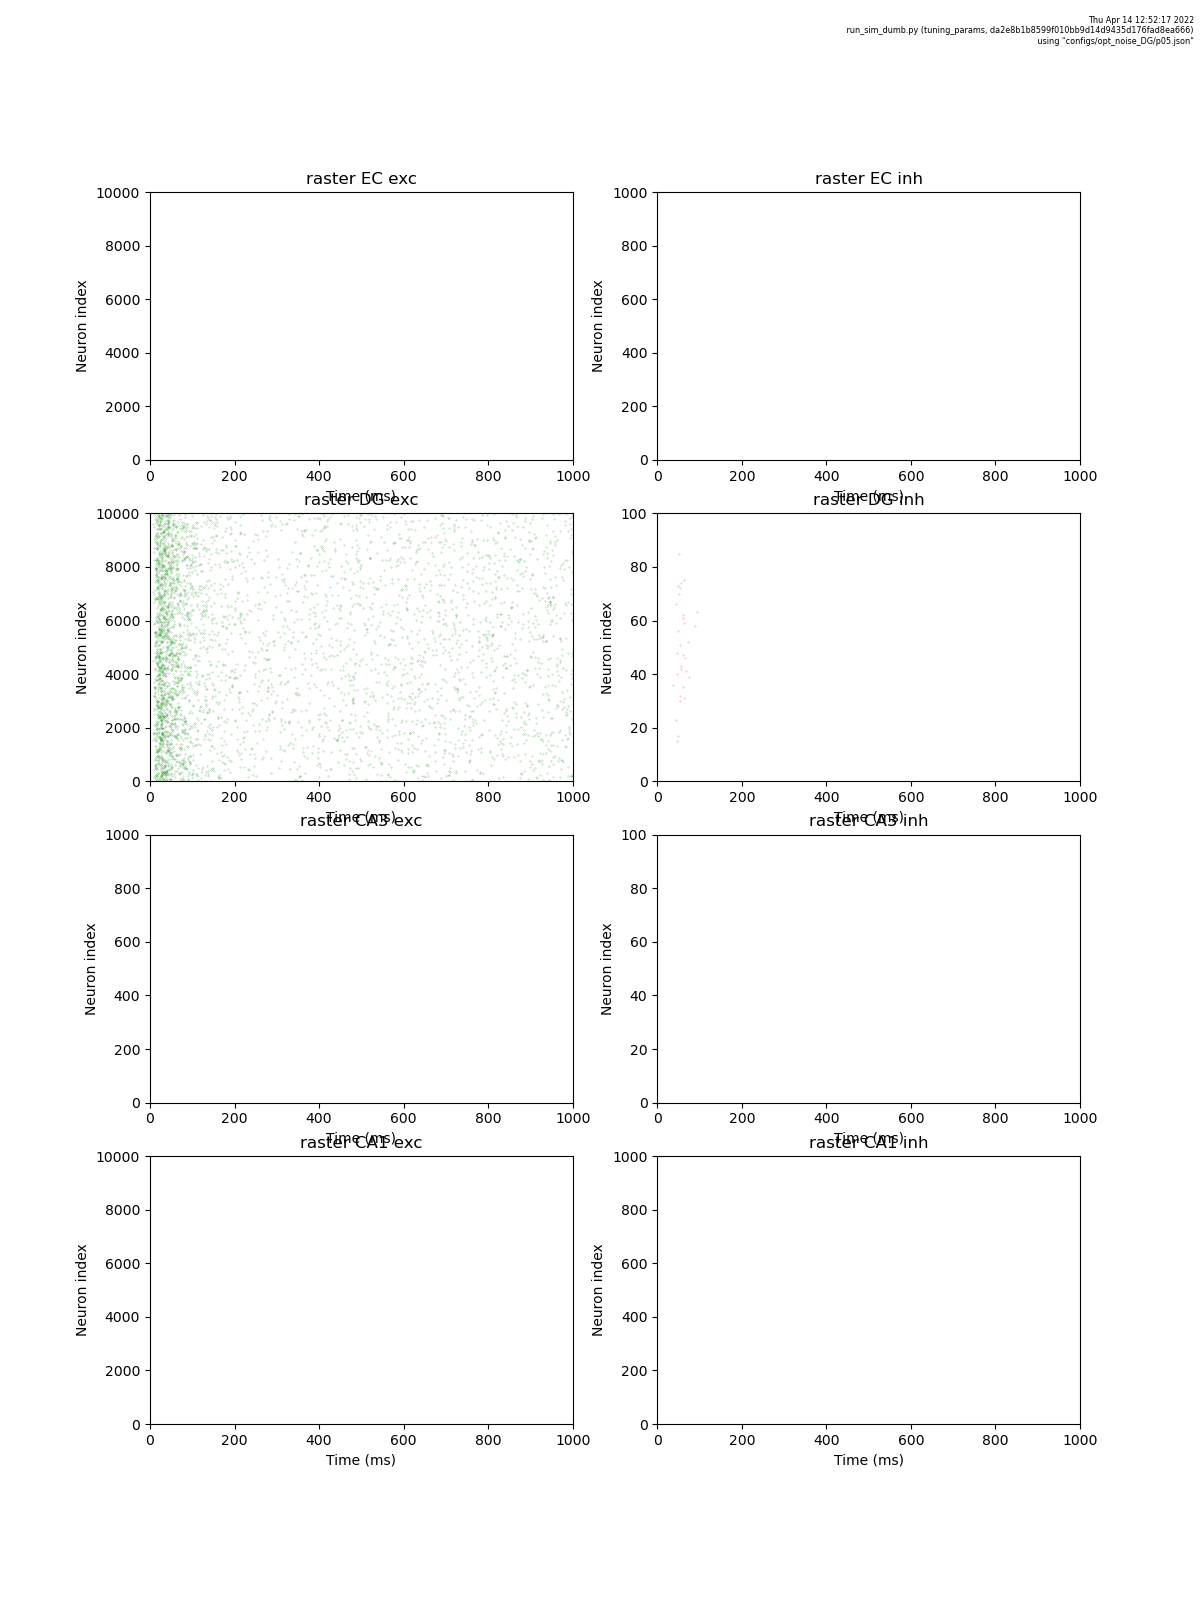 Thu Apr 14 12:52:17 2022
run_sim_dumb.py (tuning_params, da2e8b1b8599f010bb9d14d9435d176fad8ea666)
using "configs/opt_noise_DG/p05.json"
raster EC exc
10000
8000
6000
4000
2000
0
Neuron index
0 200 400 600 800 1000
Time (ms)
raster EC inh
1000
800
600
400
200
0
Neuron index
0 200 400 600 800 1000
Time (ms)
raster DG exc
10000
8000
6000
4000
2000
0
Neuron index
0 200 400 600 800 1000
Time (ms)
raster DG inh
100
80
60
40
20
0
Neuron index
0 200 400 600 800 1000
Time (ms)
raster CA3 exc
1000
800
600
400
200
0
Neuron index
0 200 400 600 800 1000
Time (ms)
raster CA3 inh
100
80
60
40
20
0
Neuron index
0 200 400 600 800 1000
Time (ms)
raster CA1 exc
10000
8000
6000
4000
2000
0
Neuron index
0 200 400 600 800 1000
Time (ms)
raster CA1 inh
1000
800
600
400
200
0
Neuron index
0 200 400 600 800 1000
Time (ms)